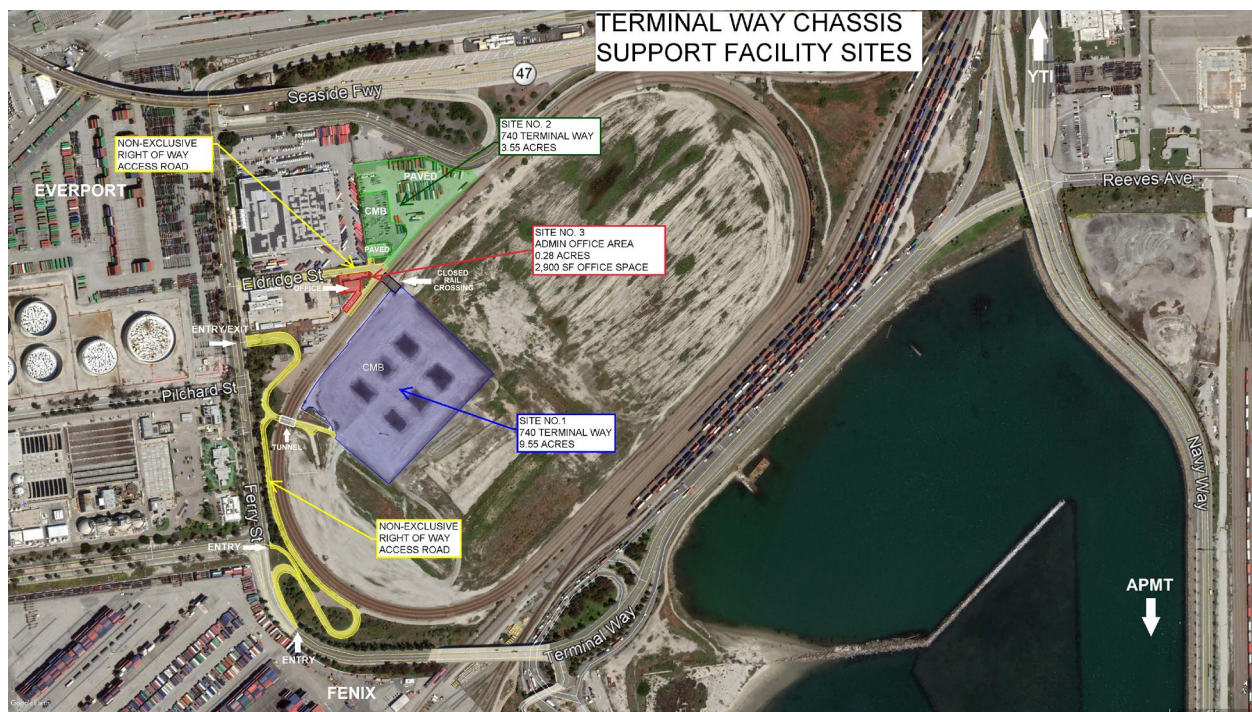 TERMINAL WAY CHASSIS
SUPPORT FACILITY SITES
47
YTI
Seaside Fwy
SITE NO. 2
740 TERMINAL WAY
3.55 ACRES
NON-EXCLUSIVE
RIGHT OF WAY
ACCESS ROAD
PAVED
Reeves Ave
EVERPORT
CMB
SITE NO. 3
ADMIN OFFICE AREA
0.28 ACRES
2,900 SF OFFICE SPACE
PAVED
Eldridge St
OFFICE
CLOSED
RAIL
CROSSING
ENTRY/EXIT
CMB
Pilchard St
SITE NO.1
740 TERMINAL WAY
9.55 ACRES
TUNNEL
Navy Way
Ferry St
NON-EXCLUSIVE
RIGHT OF WAY
ACCESS ROAD
ENTRY
APMT
Terminal Way
ENTRY
FENIX
Google Earth